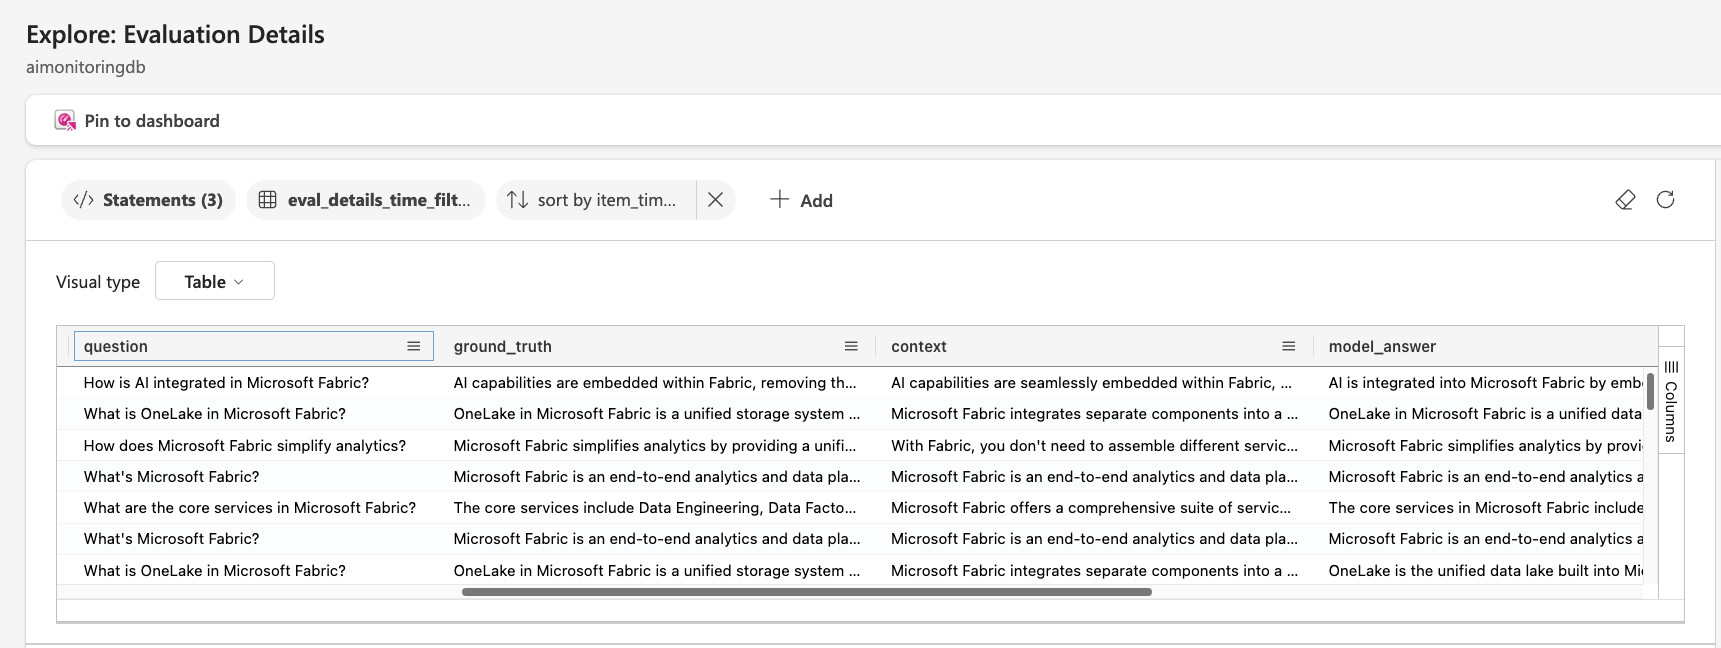 Explore: Evaluation Details
aimonitoringdb
Pin to dashboard
Statements (3) eval_details_time_filt... sort by item_tim... Add
Visual type Table
question ground_truth context model_answer
How is AI integrated in Microsoft Fabric? AI capabilities are embedded within Fabric, removing th... AI capabilities are seamlessly embedded within Fabric, ... AI is integrated into Microsoft Fabric by embe
What is OneLake in Microsoft Fabric? OneLake in Microsoft Fabric is a unified storage system ... Microsoft Fabric integrates separate components into a ... OneLake in Microsoft Fabric is a unified data
How does Microsoft Fabric simplify analytics? Microsoft Fabric simplifies analytics by providing a unifi... With Fabric, you don't need to assemble different servic... Microsoft Fabric simplifies analytics by provi
What's Microsoft Fabric? Microsoft Fabric is an end-to-end analytics and data pla... Microsoft Fabric is an end-to-end analytics and data pla... Microsoft Fabric is an end-to-end analytics a
What are the core services in Microsoft Fabric? The core services include Data Engineering, Data Facto... Microsoft Fabric offers a comprehensive suite of servic... The core services in Microsoft Fabric include
What's Microsoft Fabric? Microsoft Fabric is an end-to-end analytics and data pla... Microsoft Fabric is an end-to-end analytics and data pla... Microsoft Fabric is an end-to-end analytics a
What is OneLake in Microsoft Fabric? OneLake in Microsoft Fabric is a unified storage system ... Microsoft Fabric integrates separate components into a ... OneLake is the unified data lake built into Mi
Columns